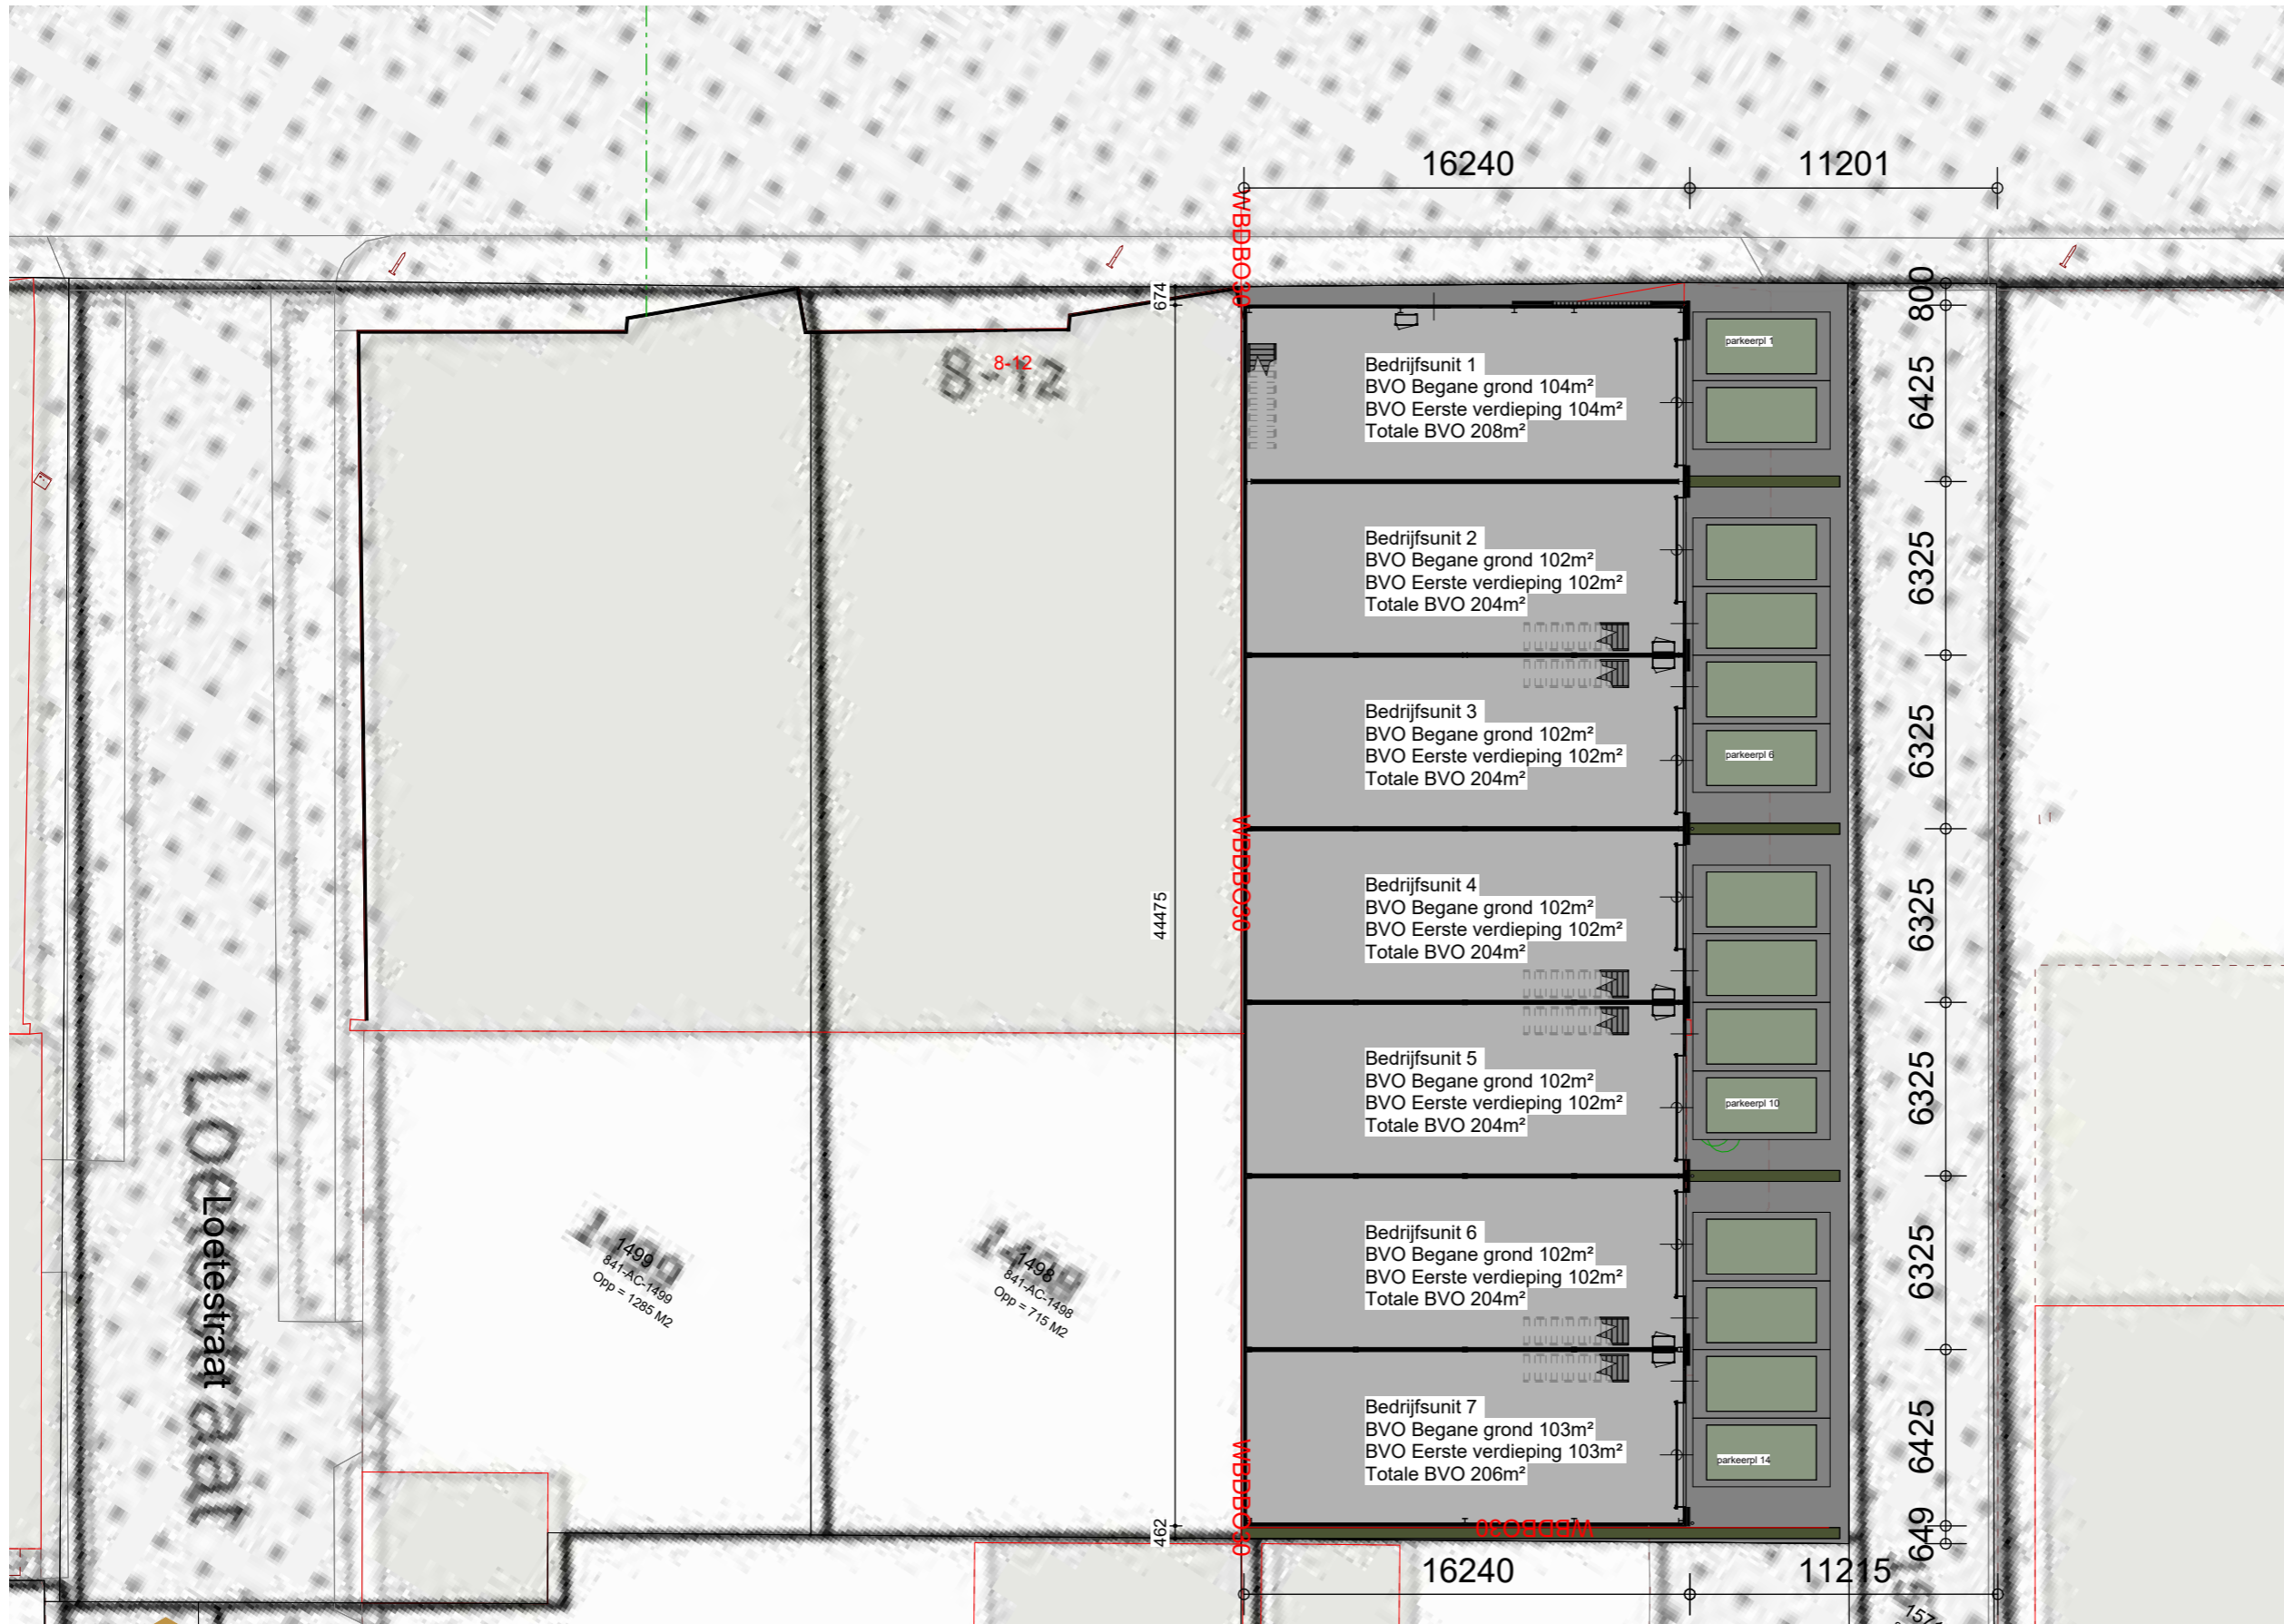 16240
11201
WBDBO30
674
800
8-12
8-12
Bedrijfsunit 1
BVO Begane grond 104m²
BVO Eerste verdieping 104m²
Totale BVO 208m²
parkeerpl 1
6425
Bedrijfsunit 2
BVO Begane grond 102m²
BVO Eerste verdieping 102m²
Totale BVO 204m²
6325
Bedrijfsunit 3
BVO Begane grond 102m²
BVO Eerste verdieping 102m²
Totale BVO 204m²
parkeerpl 6
6325
WBDBO30
44475
Bedrijfsunit 4
BVO Begane grond 102m²
BVO Eerste verdieping 102m²
Totale BVO 204m²
6325
Bedrijfsunit 5
BVO Begane grond 102m²
BVO Eerste verdieping 102m²
Totale BVO 204m²
parkeerpl 10
6325
Loetestraat
1499
841-AC-1499
Opp = 1285 M2
1498
841-AC-1498
Opp = 715 M2
Bedrijfsunit 6
BVO Begane grond 102m²
BVO Eerste verdieping 102m²
Totale BVO 204m²
6325
Bedrijfsunit 7
BVO Begane grond 103m²
BVO Eerste verdieping 103m²
Totale BVO 206m²
parkeerpl 14
6425
WBDBO30
462
WBDBO30
649
16240
11215